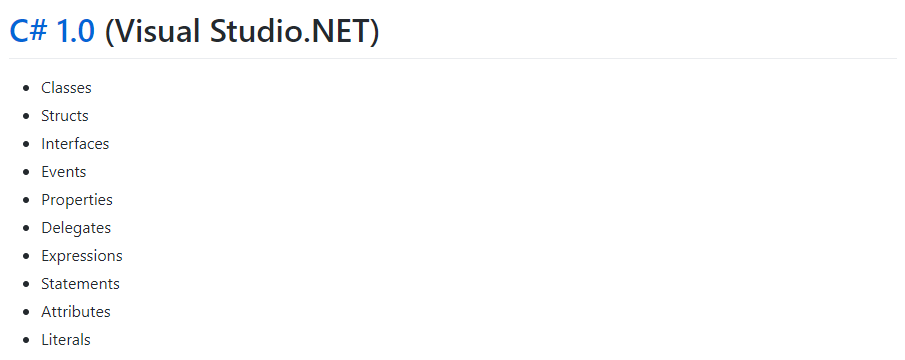 C# 1.0 (Visual Studio.NET)
Classes
Structs
Interfaces
Events
Properties
Delegates
Expressions
Statements
Attributes
Literals